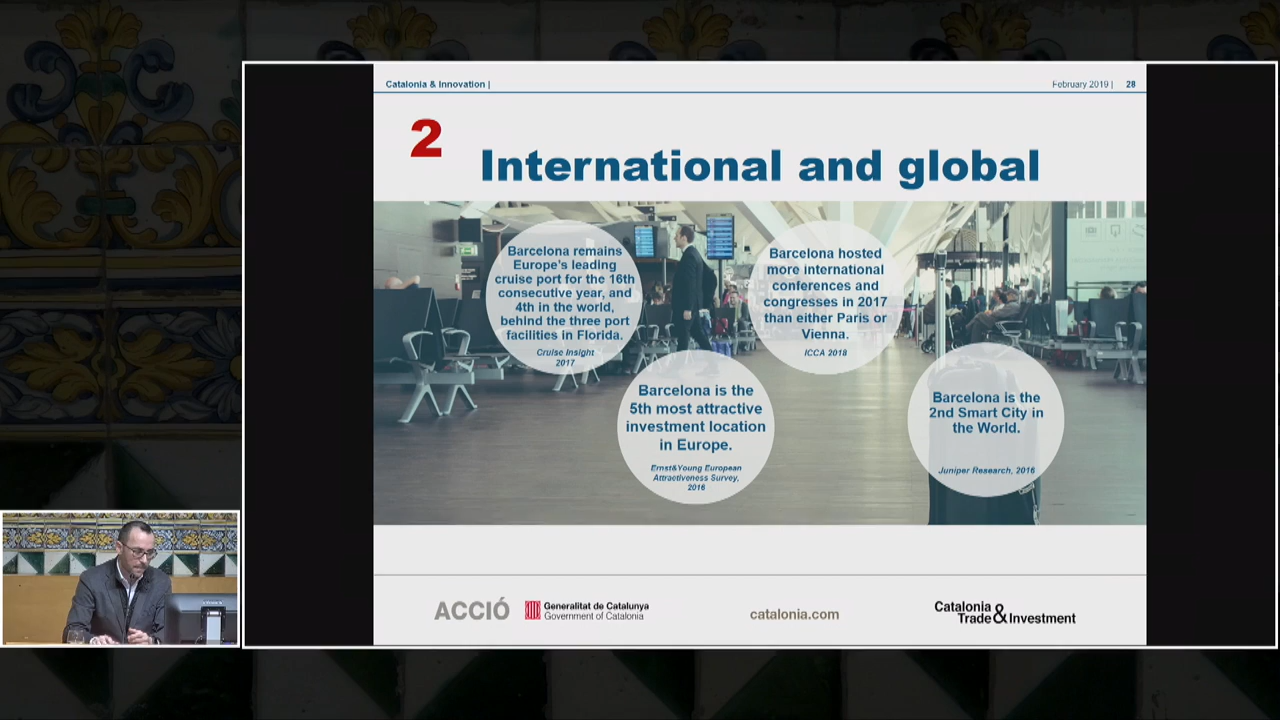 Catalonia & Innovation |
February 2019 | 28
2
International and global
Barcelona remains
Europe's leading
cruise port for the 16th
consecutive year, and
4th in the world,
behind the three port
facilities in Florida.
Cruise Insight
2017
Barcelona hosted
more international
conferences and
congresses in 2017
than either Paris or
Vienna.
ICCA 2018
Barcelona is the
5th most attractive
investment location
in Europe.
Ernst&Young European
Attractiveness Survey,
2016
Barcelona is the
2nd Smart City in
the World.
Juniper Research, 2016
ACCIÓ
Generalitat de Catalunya
Government of Catalonia
catalonia.com
Catalonia
Trade & Investment